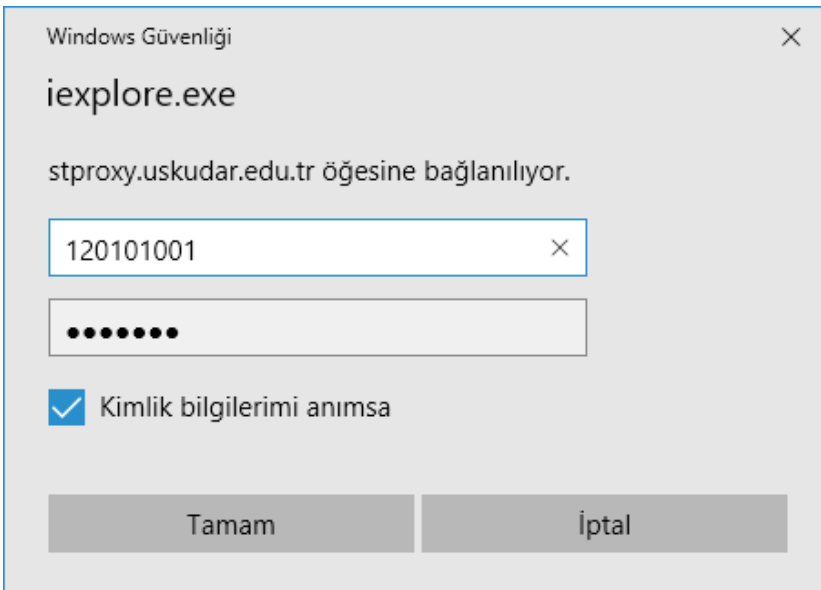 Windows Güvenliği
iexplore.exe
stproxy.uskudar.edu.tr öğesine bağlanılıyor.
120101001
•••••••
Kimlik bilgilerimi anımsa
Tamam
İptal